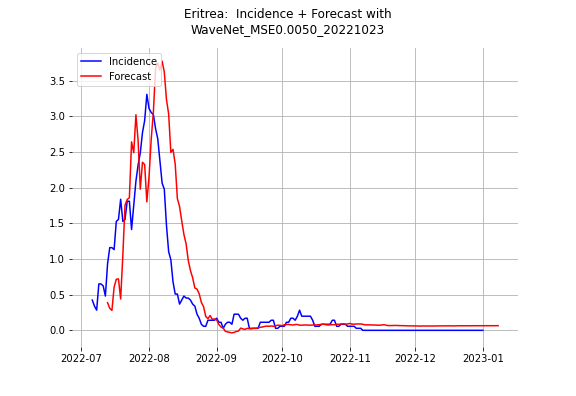 Eritrea:  Incidence + Forecast with
WaveNet_MSE0.0050_20221023
Incidence
Forecast
3.5
3.0
2.5
2.0
1.5
1.0
0.5
0.0
2022-07 2022-08 2022-09 2022-10 2022-11 2022-12 2023-01